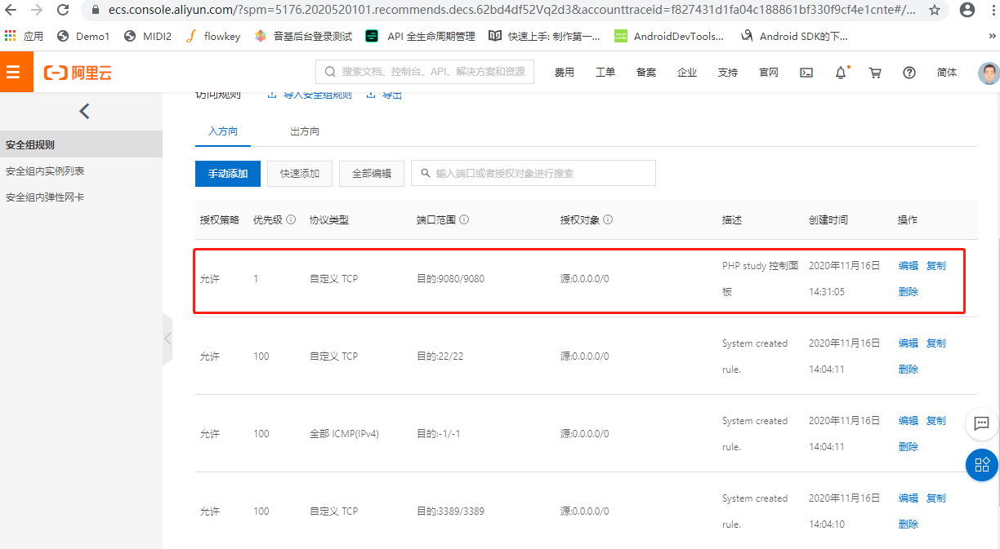 ecs.console.aliyun.com/?spm=5176.2020520101.recommends.decs.62bd4df52Vq2d3&accounttraceid=f827431d1fa04c188861bf330f9cf4e1cnte#/...
应用 Demo1 MIDI2 flowkey 音基后台登录测试 API 全生命周期管理 快速上手: 制作第一... AndroidDevTools... Android SDK的下... »
阿里云 搜索文档、控制台、API、解决方案和资源 费用 工单 备案 企业 支持 官网 简体
访问规则 导入安全组规则 导出
入方向 出方向
安全组规则
安全组内实例列表
安全组内弹性网卡
手动添加 快速添加 全部编辑 输入端口或者授权对象进行搜索
授权策略 优先级 协议类型 端口范围 授权对象 描述 创建时间 操作
允许 1 自定义 TCP 目的:9080/9080 源:0.0.0.0/0 PHP study 控制面板 2020年11月16日 14:31:05 编辑 复制 删除
允许 100 自定义 TCP 目的:22/22 源:0.0.0.0/0 System created rule. 2020年11月16日 14:04:11 编辑 复制 删除
允许 100 全部 ICMP(IPv4) 目的:-1/-1 源:0.0.0.0/0 System created rule. 2020年11月16日 14:04:11 编辑 复制 删除
允许 100 自定义 TCP 目的:3389/3389 源:0.0.0.0/0 System created rule. 2020年11月16日 14:04:10 编辑 复制 删除